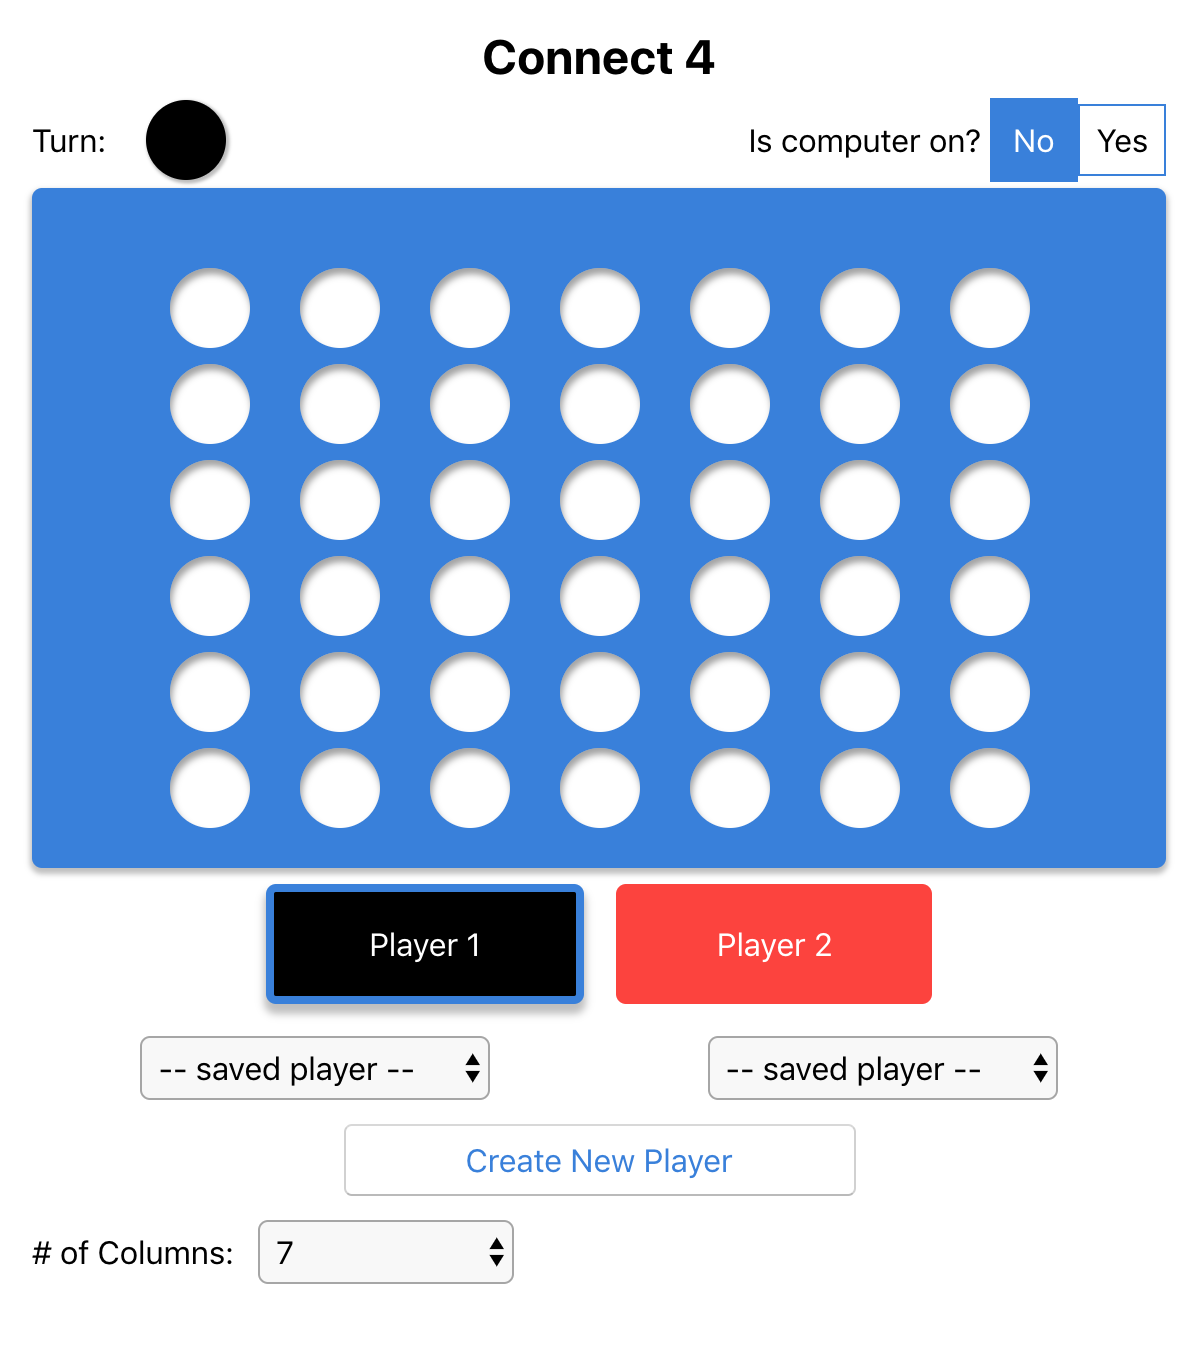 Connect 4
Turn:
Is computer on? No Yes
Player 1 Player 2
-- saved player -- -- saved player --
Create New Player
# of Columns: 7